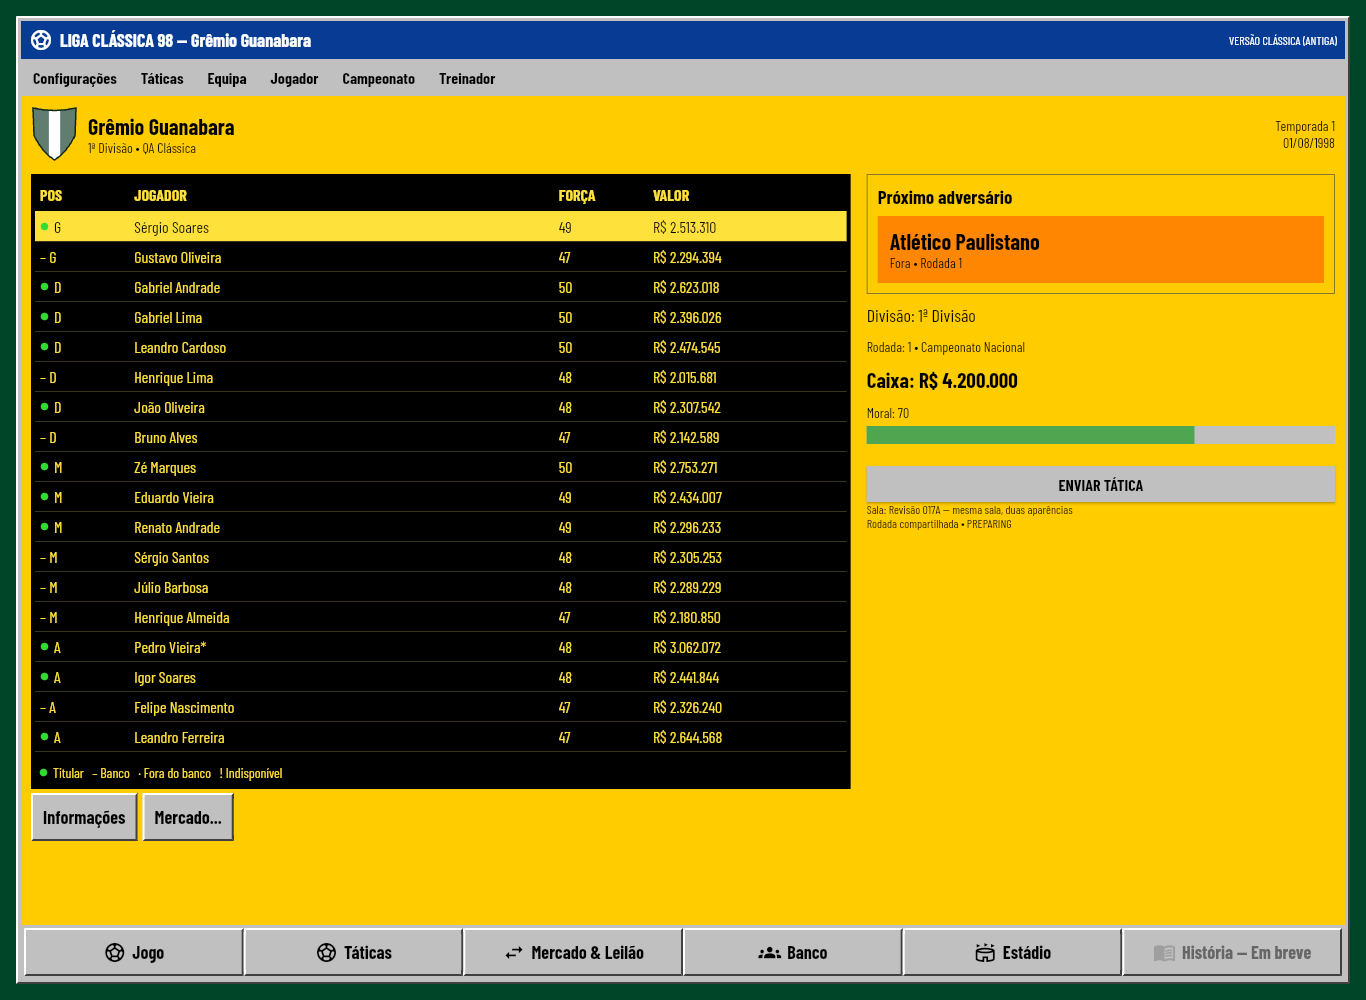 LIGA CLÁSSICA 98 — Grêmio Guanabara
VERSÃO CLÁSSICA (ANTIGA)
Configurações Táticas Equipa Jogador Campeonato Treinador
Grêmio Guanabara
1ª Divisão • QA Clássica
Temporada 1
01/08/1998
POS JOGADOR FORÇA VALOR
● G Sérgio Soares 49 R$ 2.513.310
– G Gustavo Oliveira 47 R$ 2.294.394
● D Gabriel Andrade 50 R$ 2.623.018
● D Gabriel Lima 50 R$ 2.396.026
● D Leandro Cardoso 50 R$ 2.474.545
– D Henrique Lima 48 R$ 2.015.681
● D João Oliveira 48 R$ 2.307.542
– D Bruno Alves 47 R$ 2.142.589
● M Zé Marques 50 R$ 2.753.271
● M Eduardo Vieira 49 R$ 2.434.007
● M Renato Andrade 49 R$ 2.296.233
– M Sérgio Santos 48 R$ 2.305.253
– M Júlio Barbosa 48 R$ 2.289.229
– M Henrique Almeida 47 R$ 2.180.850
● A Pedro Vieira* 48 R$ 3.062.072
● A Igor Soares 48 R$ 2.441.844
– A Felipe Nascimento 47 R$ 2.326.240
● A Leandro Ferreira 47 R$ 2.644.568
● Titular – Banco · Fora do banco ! Indisponível
Informações Mercado...
Próximo adversário
Atlético Paulistano
Fora • Rodada 1
Divisão: 1ª Divisão
Rodada: 1 • Campeonato Nacional
Caixa: R$ 4.200.000
Moral: 70
ENVIAR TÁTICA
Sala: Revisão 017A — mesma sala, duas aparências
Rodada compartilhada • PREPARING
Jogo Táticas Mercado & Leilão Banco Estádio História — Em breve